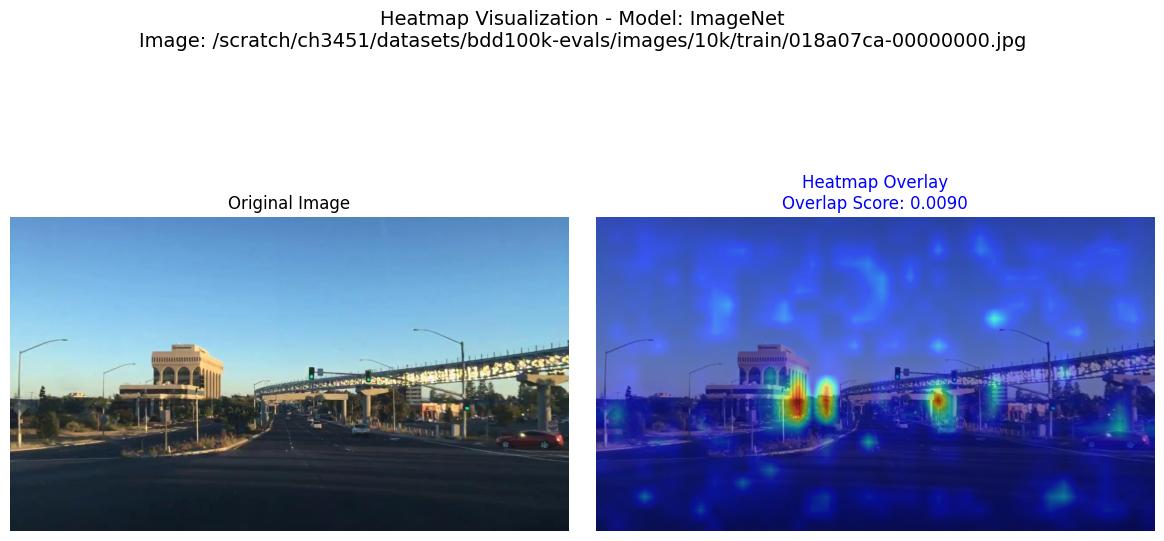 Heatmap Visualization - Model: ImageNet
Image: /scratch/ch3451/datasets/bdd100k-evals/images/10k/train/018a07ca-00000000.jpg
Original Image
Heatmap Overlay
Overlap Score: 0.0090